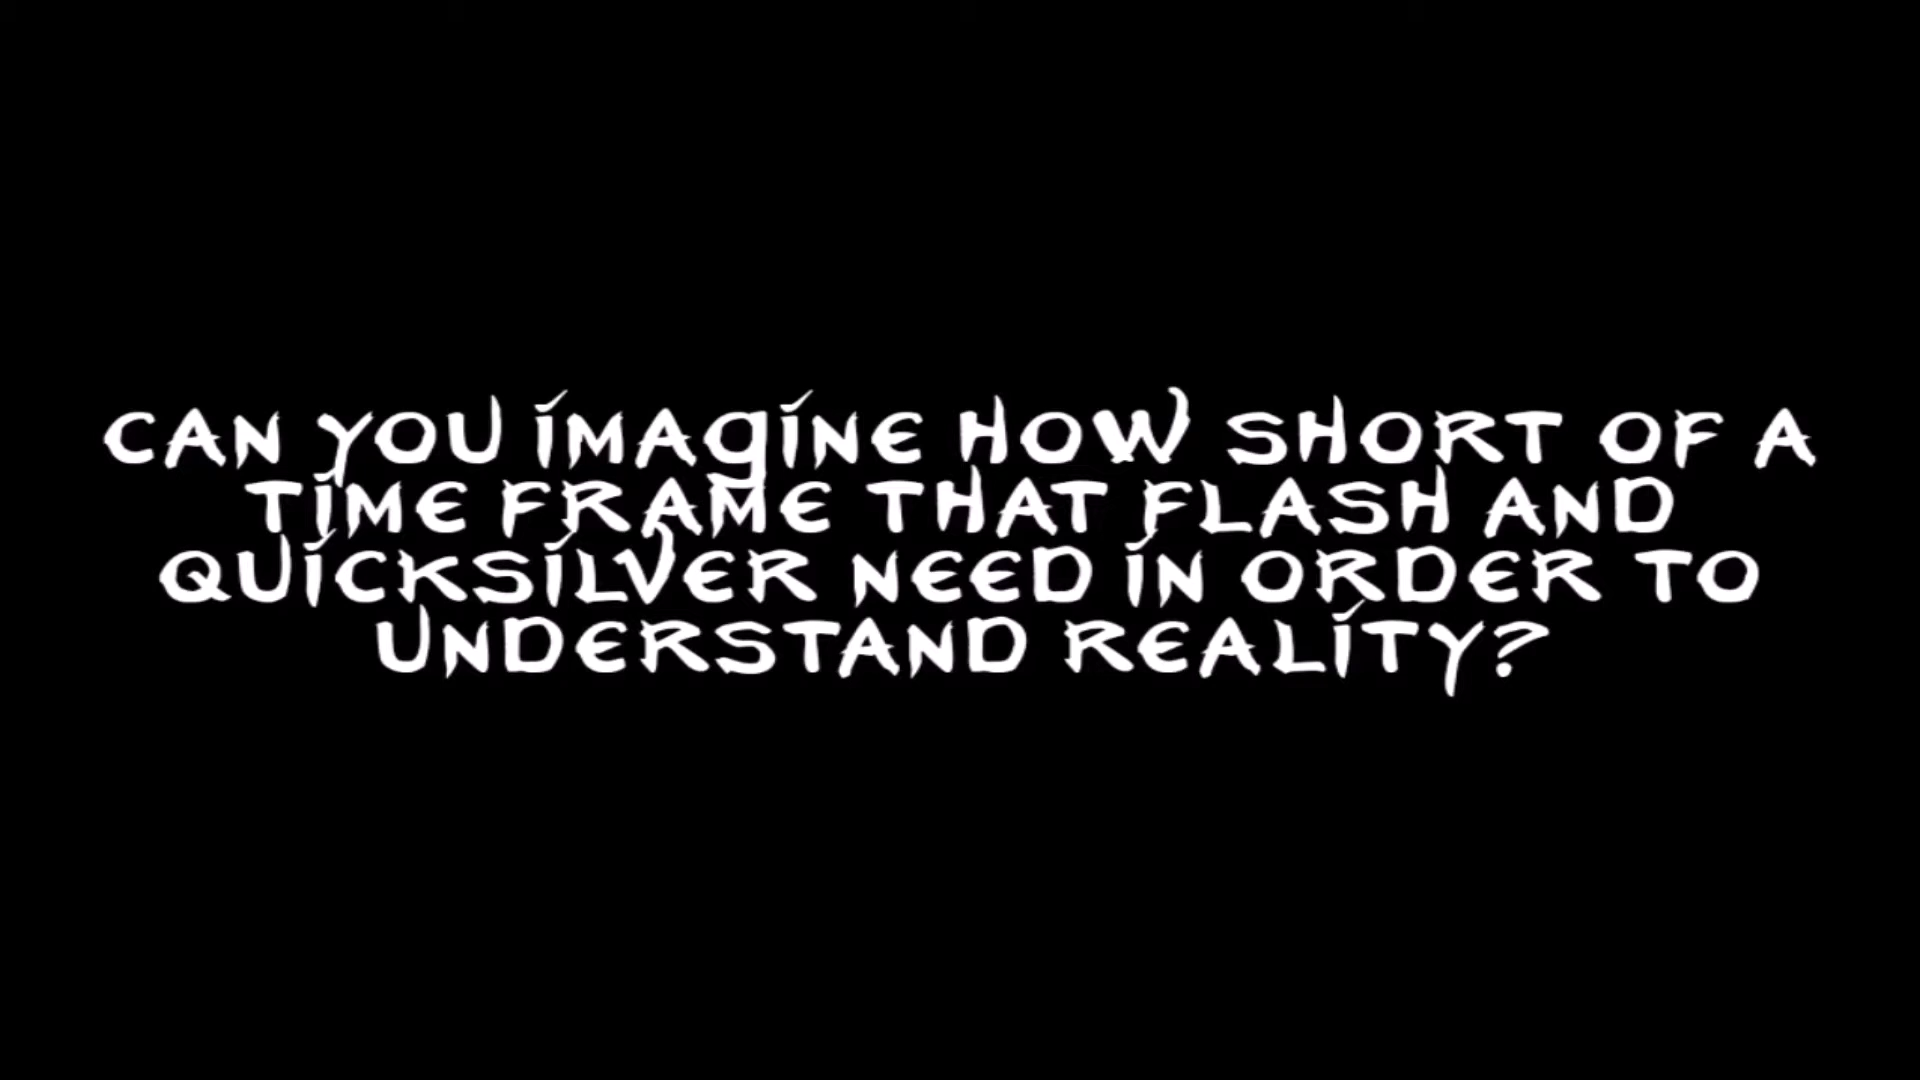 CAN YOU IMAGINE HOW SHORT OF A
TIME FRAME THAT FLASH AND
QUICKSILVER NEED IN ORDER TO
UNDERSTAND REALITY?